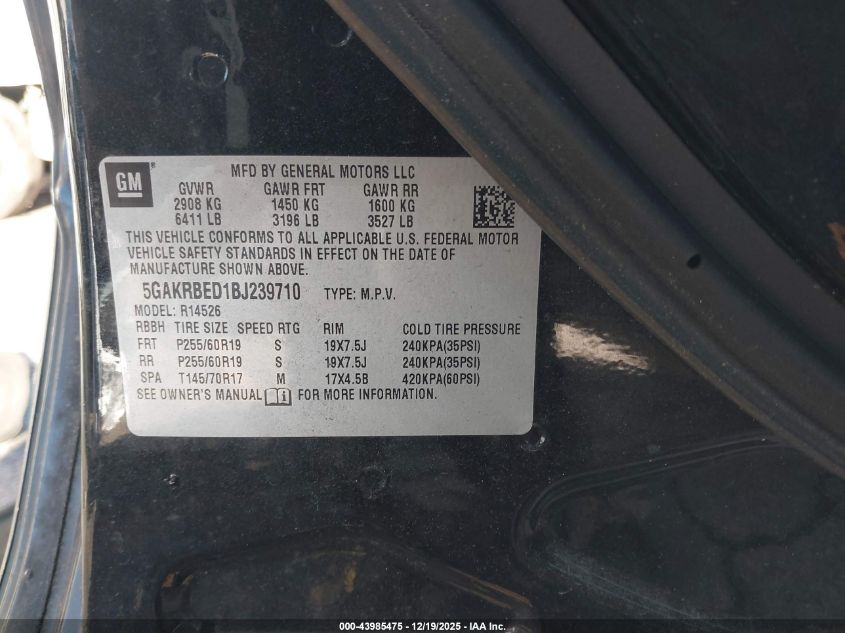 GM®
MFD BY GENERAL MOTORS LLC
GVWR GAWR FRT GAWR RR
2908 KG 1450 KG 1600 KG
6411 LB 3196 LB 3527 LB
THIS VEHICLE CONFORMS TO ALL APPLICABLE U.S. FEDERAL MOTOR
VEHICLE SAFETY STANDARDS IN EFFECT ON THE DATE OF
MANUFACTURE SHOWN ABOVE.
5GAKRBED1BJ239710 TYPE: M.P.V.
MODEL: R14526
RBBH TIRE SIZE SPEED RTG RIM COLD TIRE PRESSURE
FRT P255/60R19 S 19X7.5J 240KPA(35PSI)
RR P255/60R19 S 19X7.5J 240KPA(35PSI)
SPA T145/70R17 M 17X4.5B 420KPA(60PSI)
SEE OWNER'S MANUAL i FOR MORE INFORMATION.
000-43985475 - 12/19/2025 - IAA Inc.